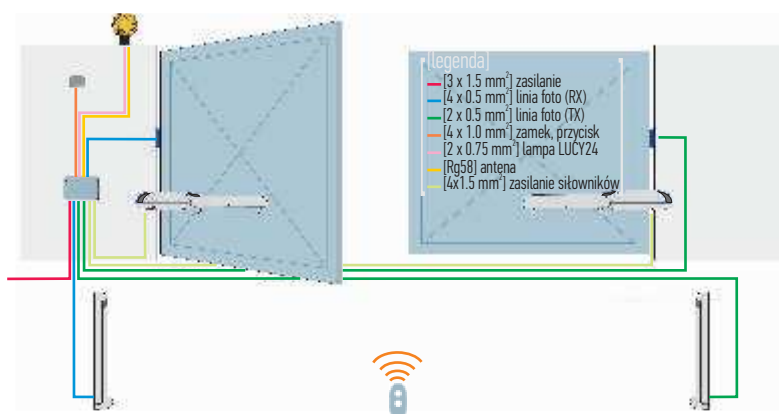 [legenda]
[3 x 1.5 mm²] zasilanie
[4 x 0.5 mm²] linia foto (RX)
[2 x 0.5 mm²] linia foto (TX)
[4 x 1.0 mm²] zamek, przycisk
[2 x 0.75 mm²] lampa LUCY24
[Rg58] antena
[4x1.5 mm²] zasilanie siłowników